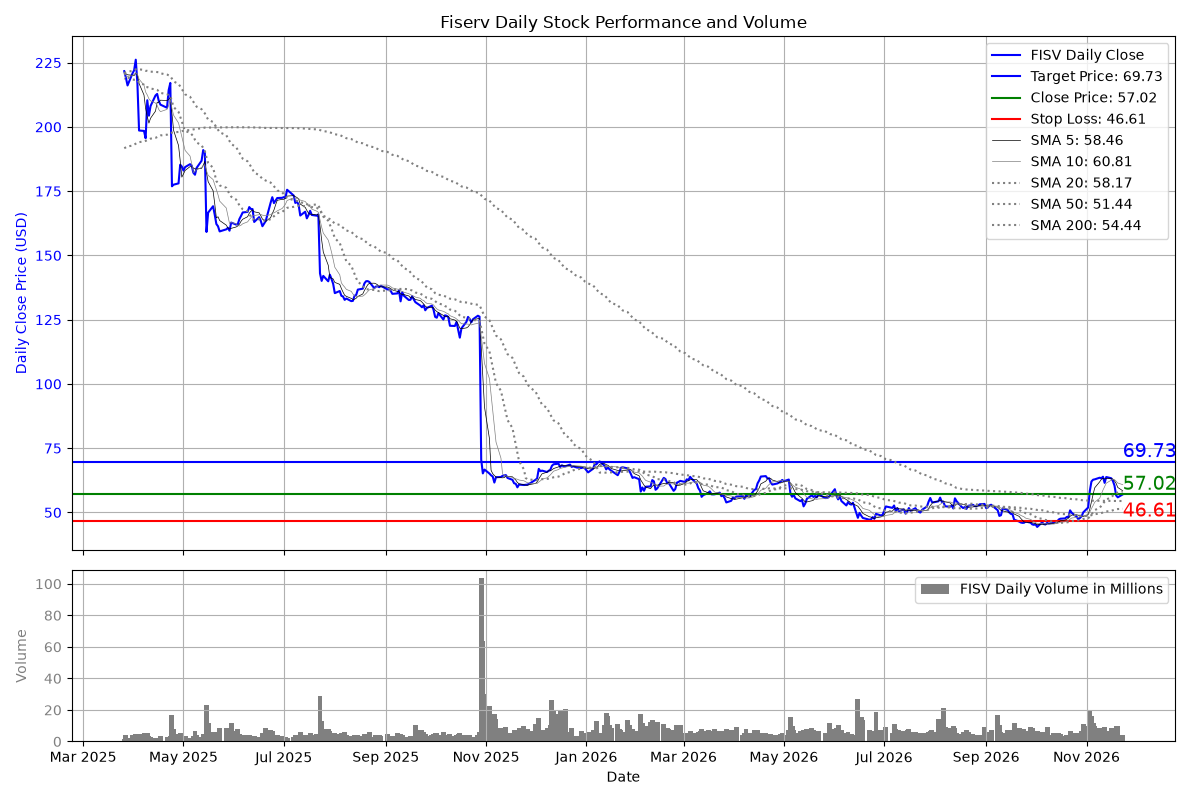 Fiserv Daily Stock Performance and Volume
Daily Close Price (USD)
225
200
175
150
125
100
75
50
FISV Daily Close
Target Price: 69.73
Close Price: 57.02
Stop Loss: 46.61
SMA 5: 58.46
SMA 10: 60.81
SMA 20: 58.17
SMA 50: 51.44
SMA 200: 54.44
69.73
57.02
46.61
Volume
100
80
60
40
20
0
FISV Daily Volume in Millions
Mar 2025 May 2025 Jul 2025 Sep 2025 Nov 2025 Jan 2026 Mar 2026 May 2026 Jul 2026 Sep 2026 Nov 2026
Date